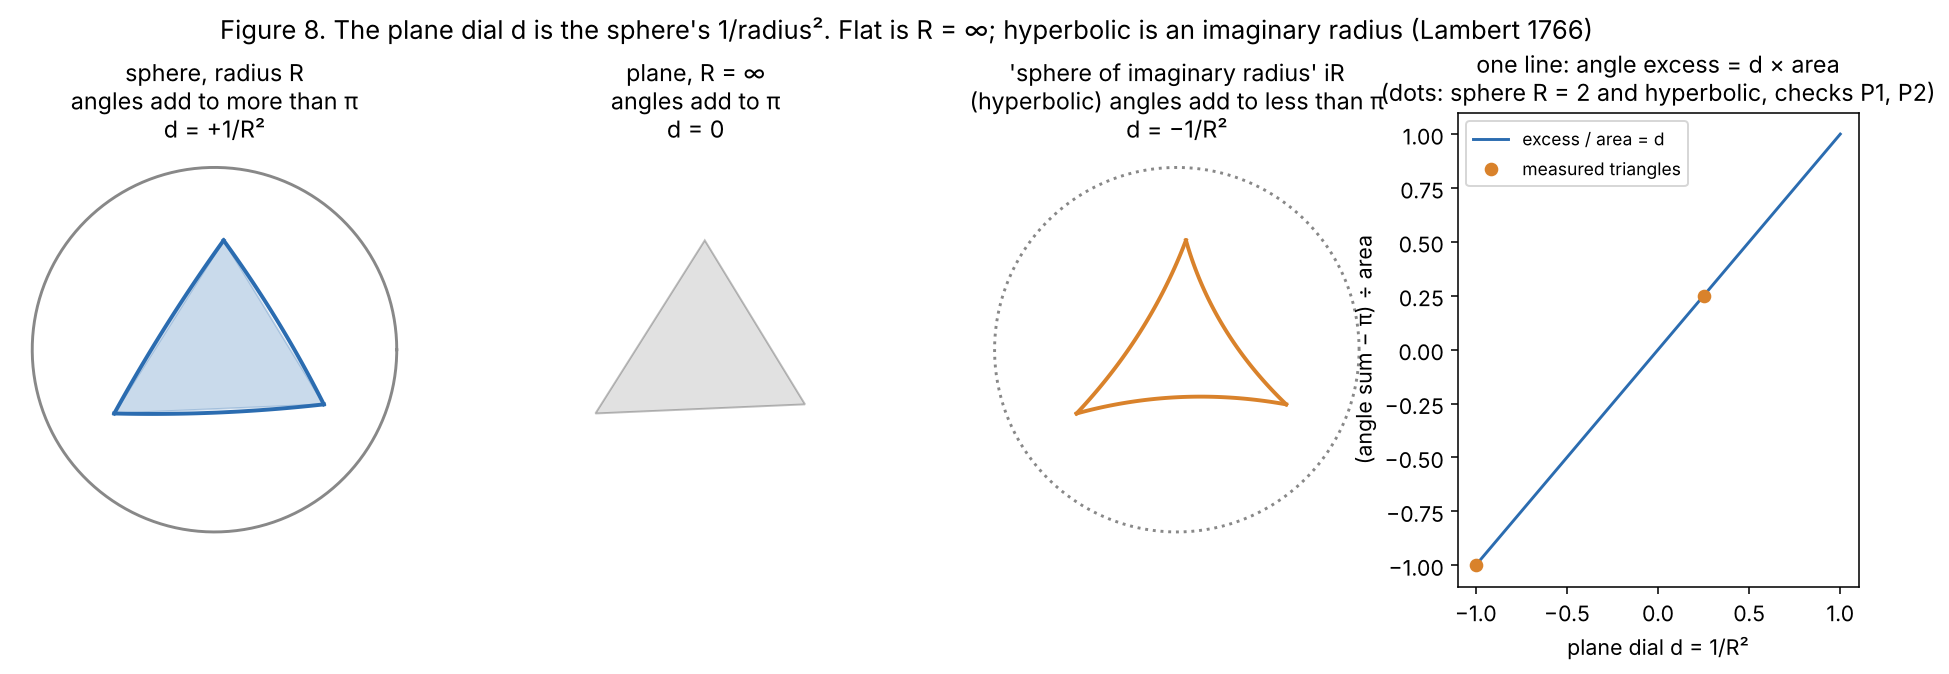 Figure 8. The plane dial d is the sphere's 1/radius². Flat is R = ∞; hyperbolic is an imaginary radius (Lambert 1766)
sphere, radius R
angles add to more than π
d = +1/R²
plane, R = ∞
angles add to π
d = 0
'sphere of imaginary radius' iR
(hyperbolic) angles add to less than π
d = −1/R²
one line: angle excess = d × area
(dots: sphere R = 2 and hyperbolic, checks P1, P2)
excess / area = d
measured triangles
(angle sum − π) ÷ area
1.00
0.75
0.50
0.25
0.00
−0.25
−0.50
−0.75
−1.00
−1.0
−0.5
0.0
0.5
1.0
plane dial d = 1/R²